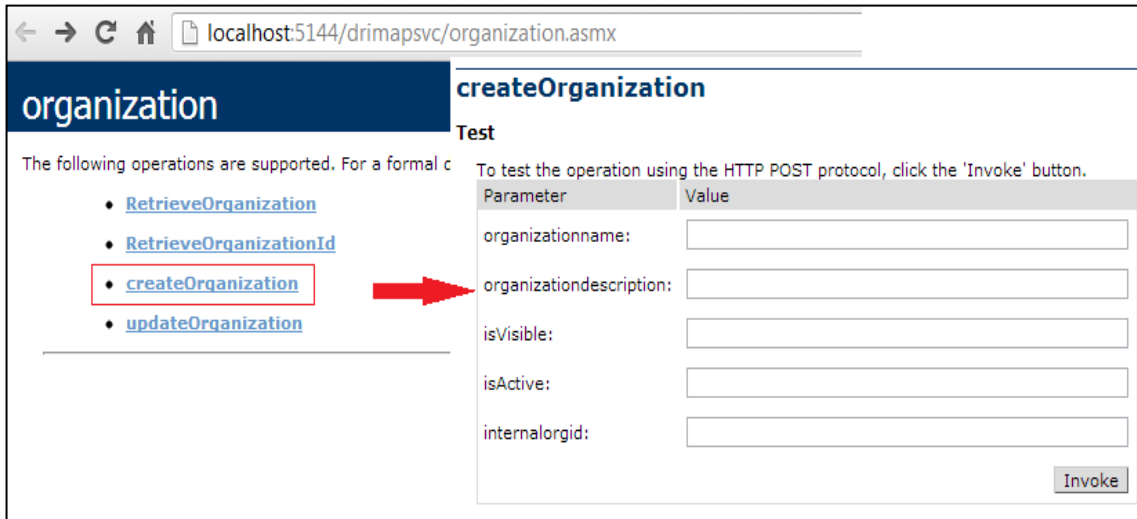 localhost:5144/drimapsvc/organization.asmx
organization
The following operations are supported. For a formal
RetrieveOrganization
RetrieveOrganizationId
createOrganization
updateOrganization
createOrganization
Test
To test the operation using the HTTP POST protocol, click the 'Invoke' button.
Parameter Value
organizationname:
organizationdescription:
isVisible:
isActive:
internalorgid:
Invoke